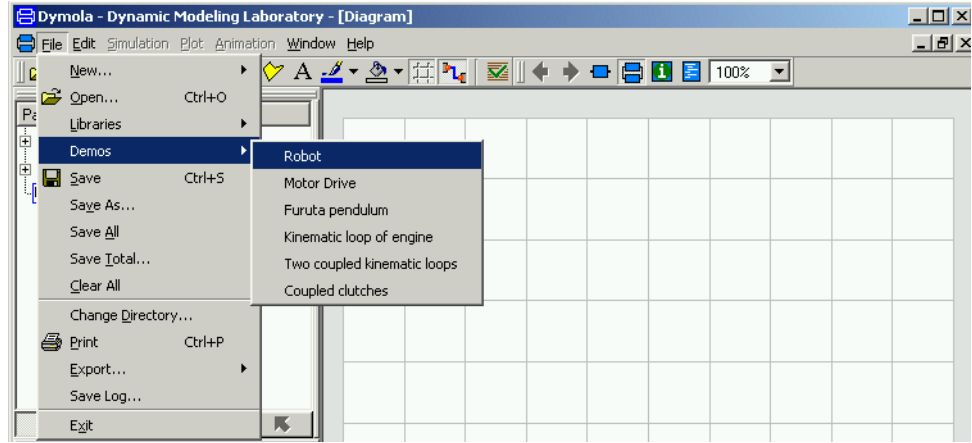 Dymola - Dynamic Modeling Laboratory - [Diagram]
File Edit Simulation Plot Animation Window Help
A 100%
Pa
New...
Open... Ctrl+O
Libraries
Demos
Save Ctrl+S
Save As...
Save All
Save Total...
Clear All
Change Directory...
Print Ctrl+P
Export...
Save Log...
Exit
Robot
Motor Drive
Furuta pendulum
Kinematic loop of engine
Two coupled kinematic loops
Coupled clutches